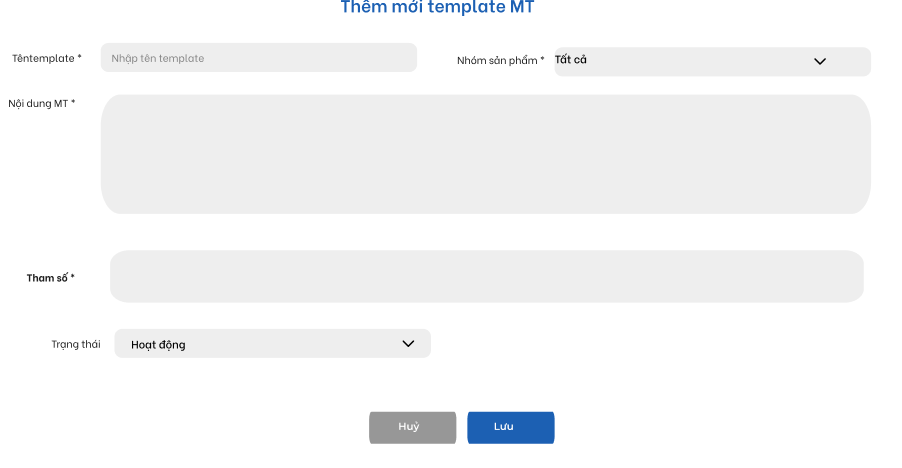 Thêm mới template MT
Têntemplate * Nhập tên template Nhóm sản phẩm * Tất cả
Nội dung MT *
Tham số *
Trạng thái Hoạt động
Huỷ Lưu